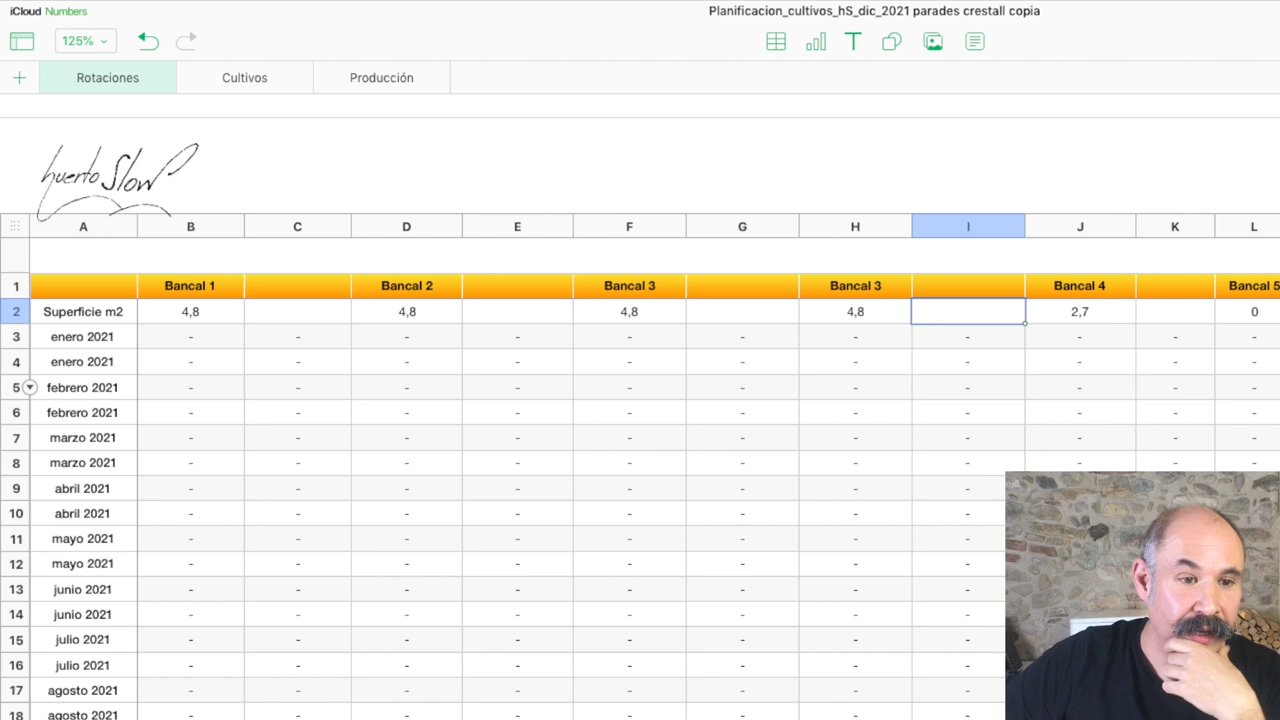 iCloud Numbers
Planificacion_cultivos_hS_dic_2021 parades crestall copia
125%
Rotaciones Cultivos Producción
huerto Slow
A B C D E F G H I J K L
1 Bancal 1 Bancal 2 Bancal 3 Bancal 3 Bancal 4 Bancal 5
2 Superficie m2 4,8 4,8 4,8 4,8 2,7 0
3 enero 2021 - - - - - - - - - - -
4 enero 2021 - - - - - - - - - - -
5 febrero 2021 - - - - - - - - - - -
6 febrero 2021 - - - - - - - - - - -
7 marzo 2021 - - - - - - - - - - -
8 marzo 2021 - - - - - - - - - - -
9 abril 2021 - - - - - - - -
10 abril 2021 - - - - - - - -
11 mayo 2021 - - - - - - - -
12 mayo 2021 - - - - - - - -
13 junio 2021 - - - - - - - -
14 junio 2021 - - - - - - - -
15 julio 2021 - - - - - - - -
16 julio 2021 - - - - - - - -
17 agosto 2021 - - - - - - - -
18 agosto 2021 - - - - - - - -